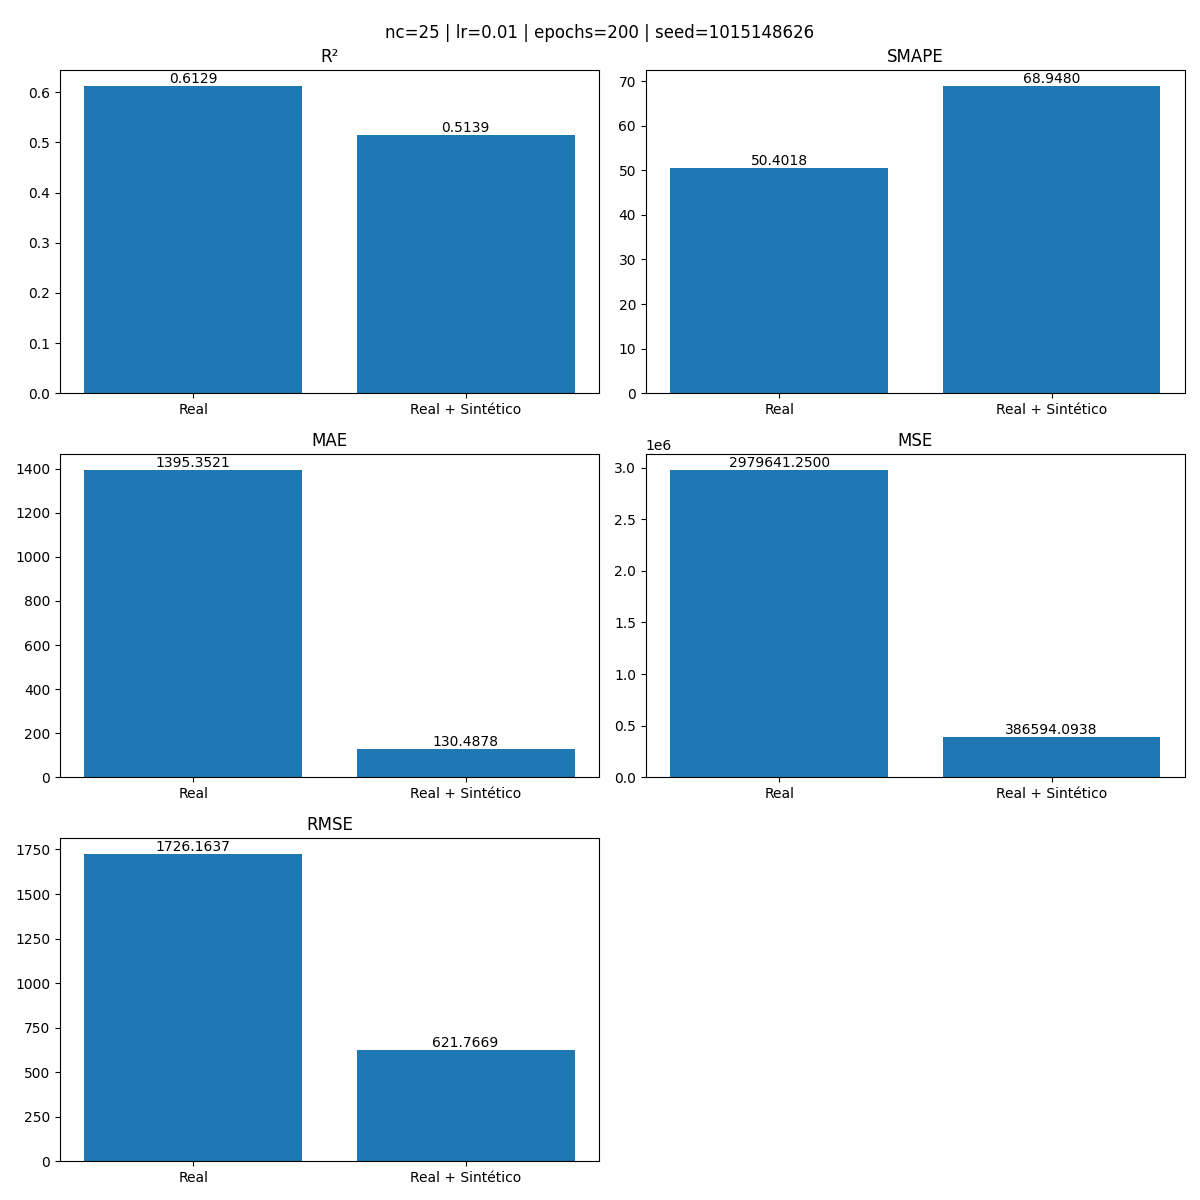 nc=25 | lr=0.01 | epochs=200 | seed=1015148626
R²
0.6129
0.5139
0.6
0.5
0.4
0.3
0.2
0.1
0.0
Real
Real + Sintético
SMAPE
50.4018
68.9480
70
60
50
40
30
20
10
0
Real
Real + Sintético
MAE
1395.3521
130.4878
1400
1200
1000
800
600
400
200
0
Real
Real + Sintético
MSE
1e6
2979641.2500
386594.0938
3.0
2.5
2.0
1.5
1.0
0.5
0.0
Real
Real + Sintético
RMSE
1726.1637
621.7669
1750
1500
1250
1000
750
500
250
0
Real
Real + Sintético